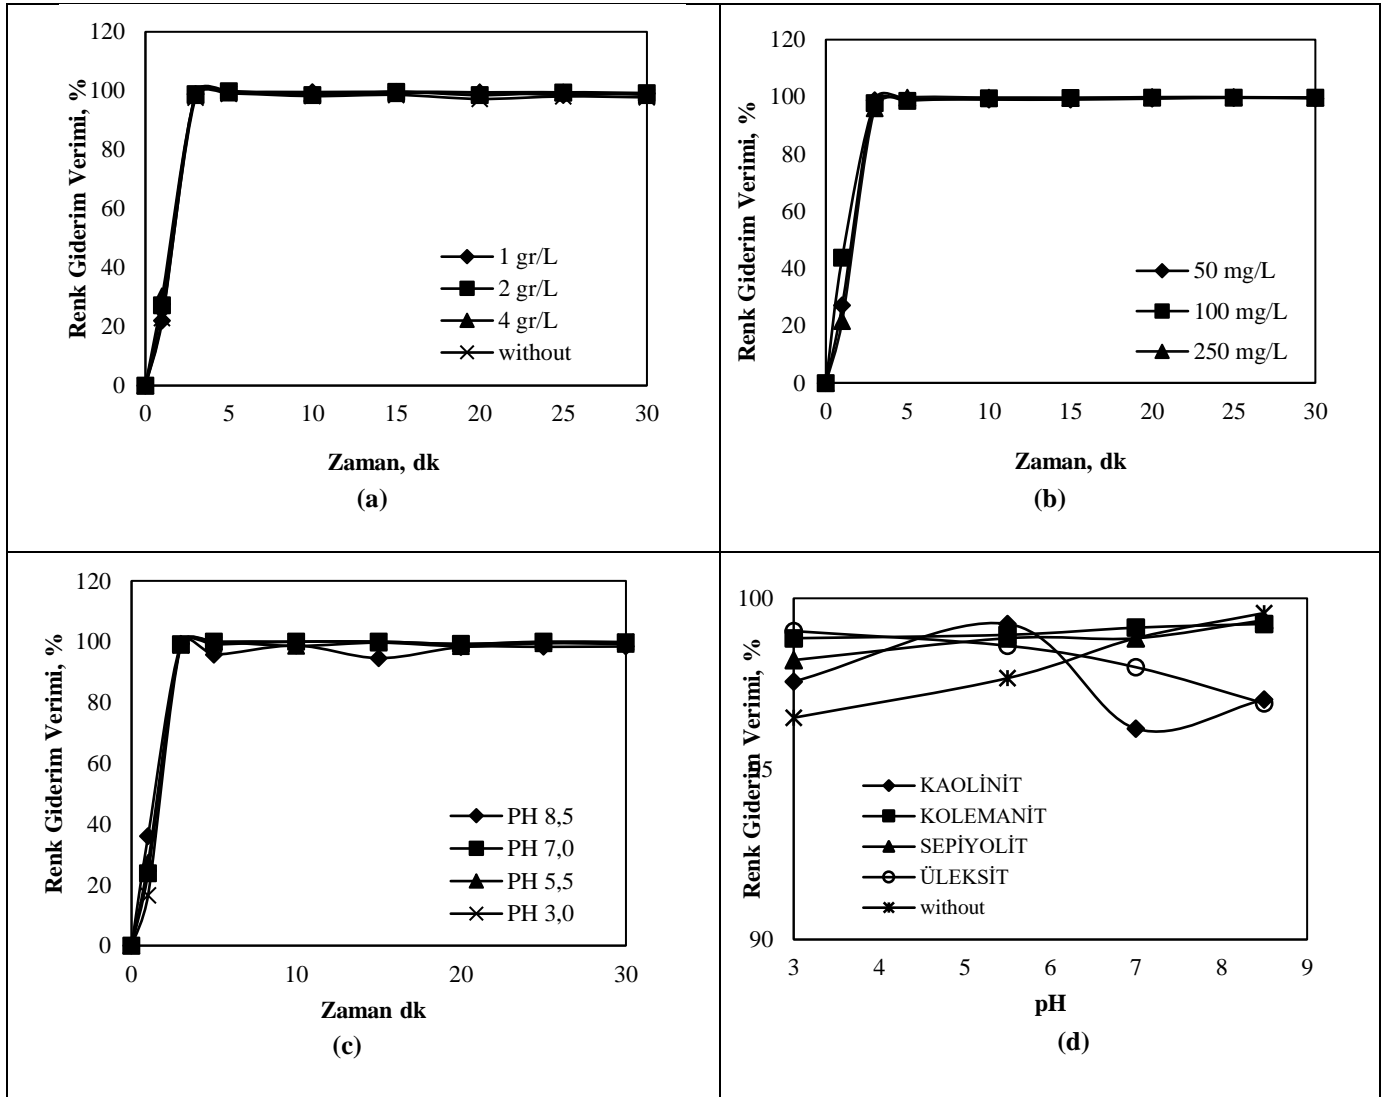 120
100
80
60
40
20
0
0 5 10 15 20 25 30
Renk Giderim Verimi, %
Zaman, dk
1 gr/L
2 gr/L
4 gr/L
without
(a)
120
100
80
60
40
20
0
0 5 10 15 20 25 30
Renk Giderim Verimi, %
Zaman, dk
50 mg/L
100 mg/L
250 mg/L
(b)
120
100
80
60
40
20
0
0 10 20 30
Renk Giderim Verimi, %
Zaman dk
PH 8,5
PH 7,0
PH 5,5
PH 3,0
(c)
100
95
90
3 4 5 6 7 8 9
Renk Giderim Verimi, %
pH
KAOLİNİT
KOLEMANİT
SEPİYOLİT
ÜLEKSİT
without
(d)